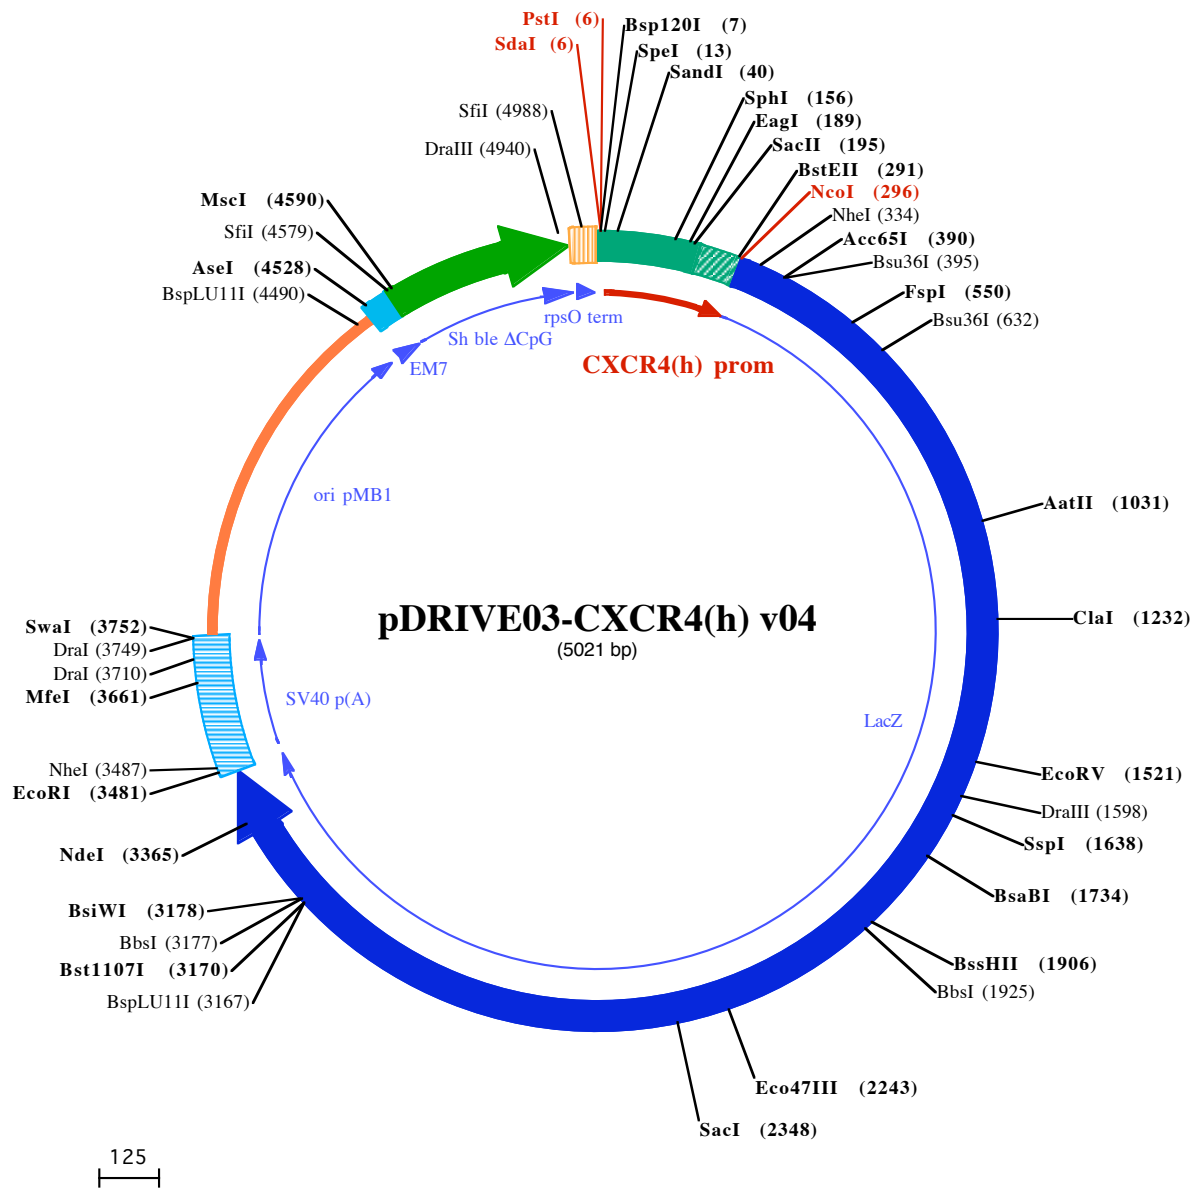 PstI (6)
SdaI (6)
Bsp120I (7)
SpeI (13)
SandI (40)
SphI (156)
EagI (189)
SacII (195)
BstEII (291)
NcoI (296)
NheI (334)
Acc65I (390)
Bsu36I (395)
FspI (550)
Bsu36I (632)
AatII (1031)
ClaI (1232)
EcoRV (1521)
DraIII (1598)
SspI (1638)
BsaBI (1734)
BssHII (1906)
BbsI (1925)
Eco47III (2243)
SacI (2348)
BspLU11I (3167)
Bst1107I (3170)
BbsI (3177)
BsiWI (3178)
NdeI (3365)
EcoRI (3481)
NheI (3487)
MfeI (3661)
DraI (3710)
DraI (3749)
SwaI (3752)
BspLU11I (4490)
AseI (4528)
SfiI (4579)
MscI (4590)
DraIII (4940)
SfiI (4988)
rpsO term
Sh ble ΔCpG
EM7
CXCR4(h) prom
ori pMB1
pDRIVE03-CXCR4(h) v04
(5021 bp)
SV40 p(A)
LacZ
125